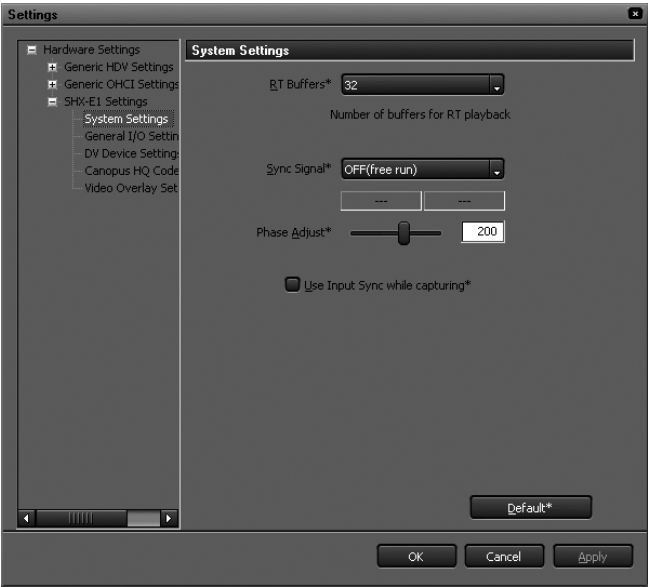 Settings
Hardware Settings
Generic HDV Settings
Generic OHCI Settings
SHX-E1 Settings
System Settings
General I/O Settin
DV Device Setting
Canopus HQ Code
Video Overlay Set
System Settings
RT Buffers* 32
Number of buffers for RT playback
Sync Signal* OFF(free run)
--- ---
Phase Adjust* 200
Use Input Sync while capturing*
Default*
OK Cancel Apply